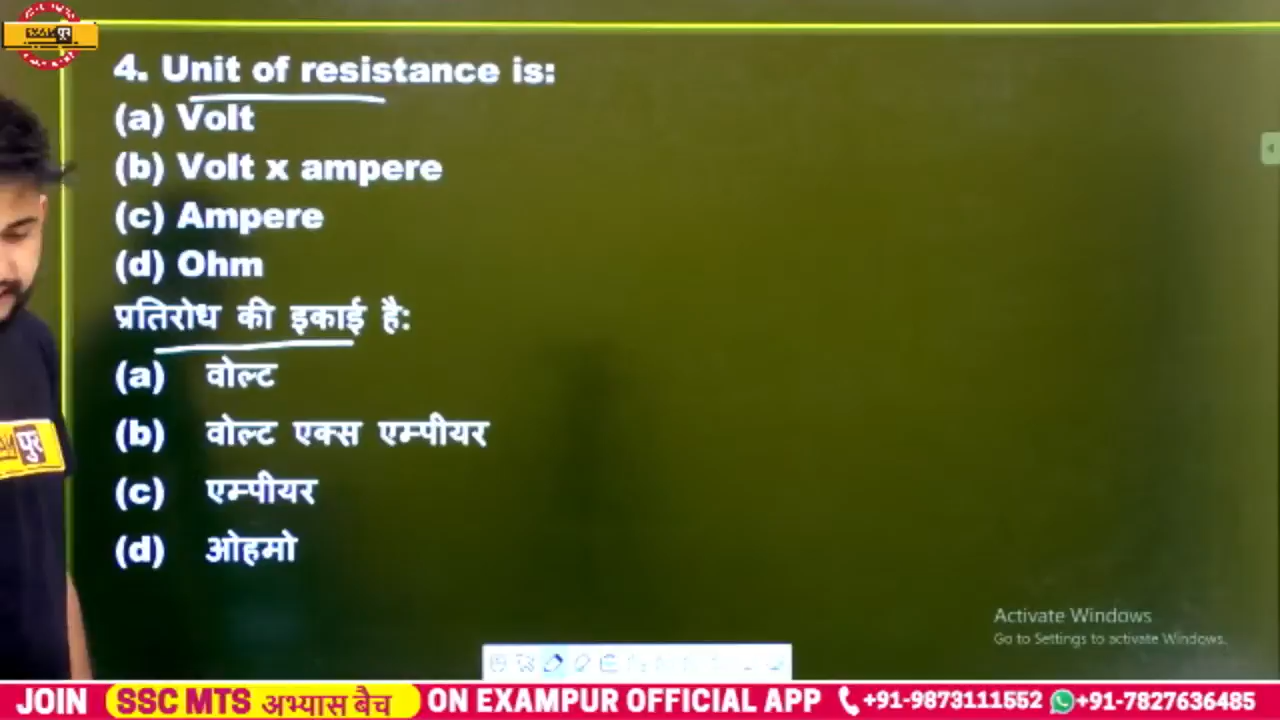 4. Unit of resistance is:
(a) Volt
(b) Volt x ampere
(c) Ampere
(d) Ohm
प्रतिरोध की इकाई है:
(a) वोल्ट
(b) वोल्ट एक्स एम्पीयर
(c) एम्पीयर
(d) ओहमो
पुर
Activate Windows
Go to Settings to activate Windows.
JOIN SSC MTS अभ्यास बैच ON EXAMPUR OFFICIAL APP +91-9873111552 +91-7827636485